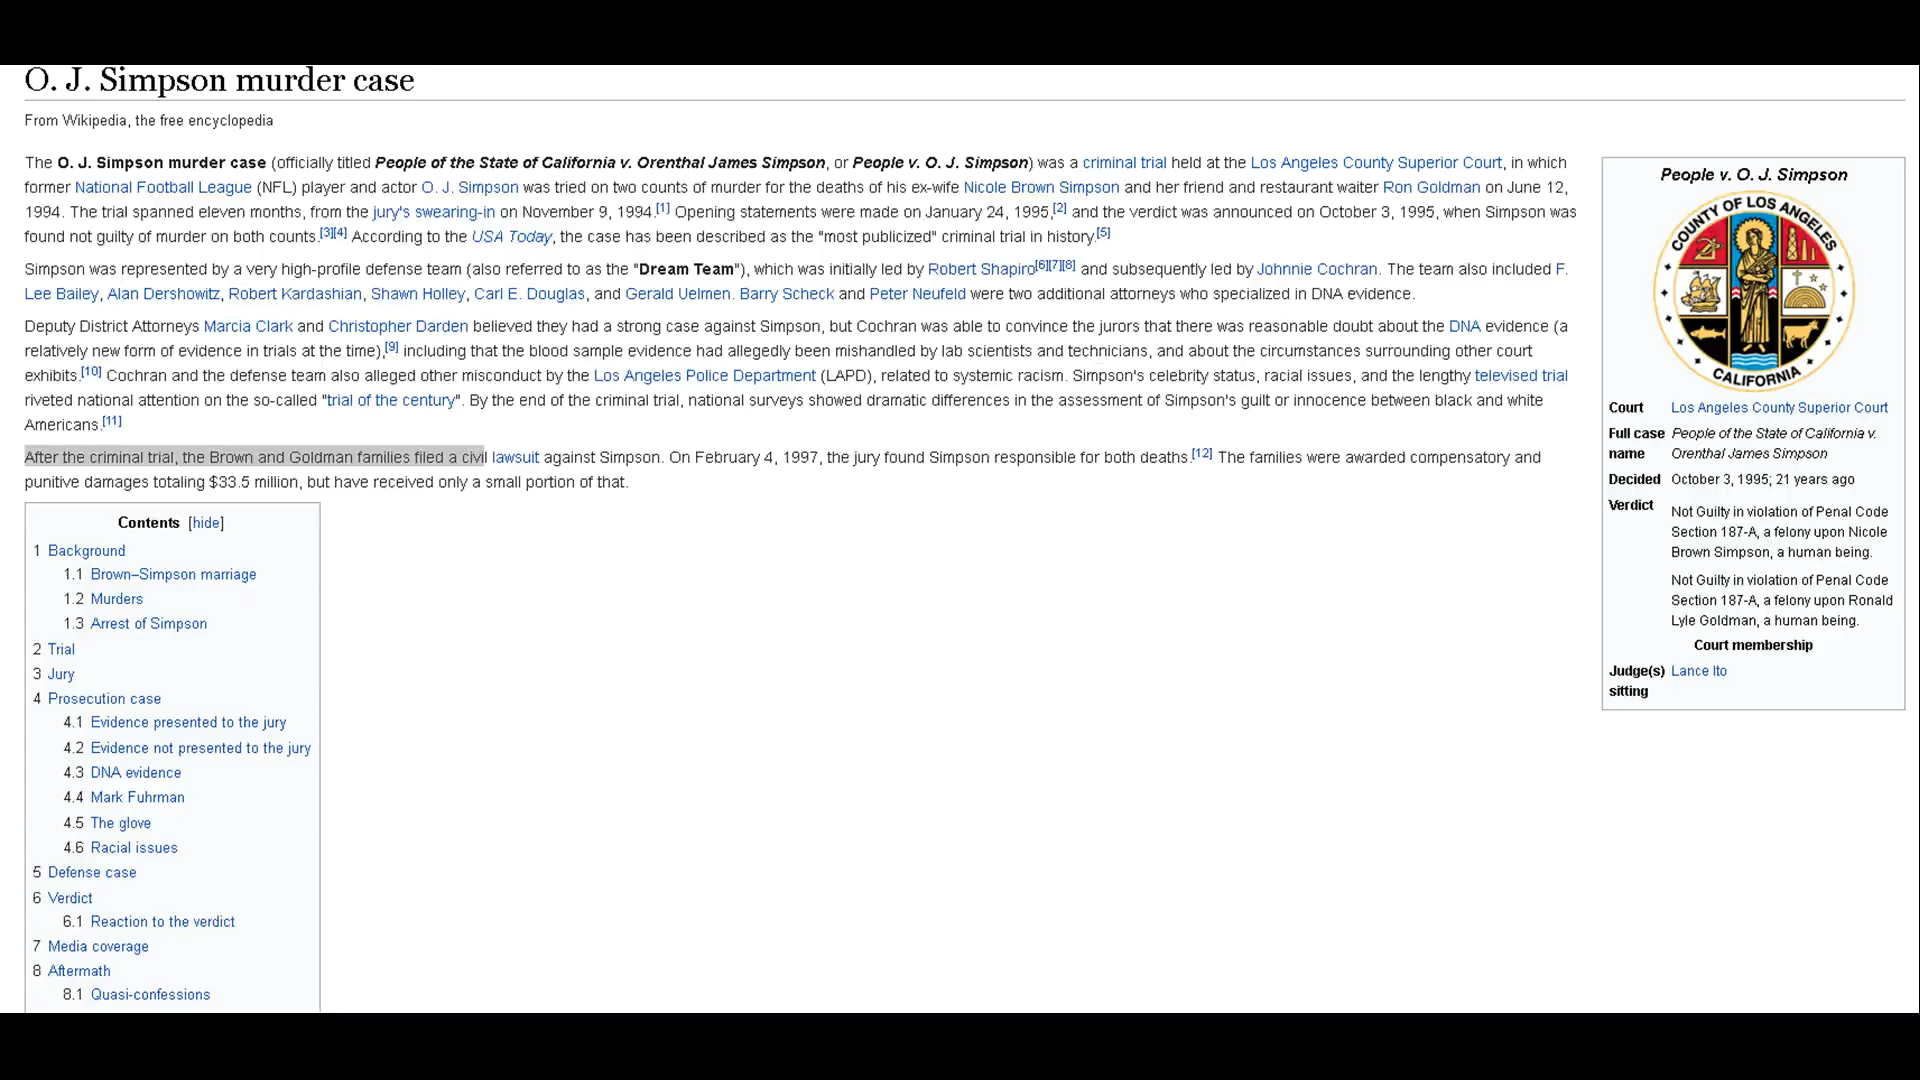 O. J. Simpson murder case
From Wikipedia, the free encyclopedia
The O. J. Simpson murder case (officially titled People of the State of California v. Orenthal James Simpson, or People v. O. J. Simpson) was a criminal trial held at the Los Angeles County Superior Court, in which
former National Football League (NFL) player and actor O. J. Simpson was tried on two counts of murder for the deaths of his ex-wife Nicole Brown Simpson and her friend and restaurant waiter Ron Goldman on June 12,
1994. The trial spanned eleven months, from the jury's swearing-in on November 9, 1994.[1] Opening statements were made on January 24, 1995,[2] and the verdict was announced on October 3, 1995, when Simpson was
found not guilty of murder on both counts.[3][4] According to the USA Today, the case has been described as the "most publicized" criminal trial in history.[5]
Simpson was represented by a very high-profile defense team (also referred to as the "Dream Team"), which was initially led by Robert Shapiro[6][7][8] and subsequently led by Johnnie Cochran. The team also included F.
Lee Bailey, Alan Dershowitz, Robert Kardashian, Shawn Holley, Carl E. Douglas, and Gerald Uelmen. Barry Scheck and Peter Neufeld were two additional attorneys who specialized in DNA evidence.
Deputy District Attorneys Marcia Clark and Christopher Darden believed they had a strong case against Simpson, but Cochran was able to convince the jurors that there was reasonable doubt about the DNA evidence (a
relatively new form of evidence in trials at the time),[9] including that the blood sample evidence had allegedly been mishandled by lab scientists and technicians, and about the circumstances surrounding other court
exhibits.[10] Cochran and the defense team also alleged other misconduct by the Los Angeles Police Department (LAPD), related to systemic racism. Simpson's celebrity status, racial issues, and the lengthy televised trial
riveted national attention on the so-called "trial of the century". By the end of the criminal trial, national surveys showed dramatic differences in the assessment of Simpson's guilt or innocence between black and white
Americans.[11]
After the criminal trial, the Brown and Goldman families filed a civil lawsuit against Simpson. On February 4, 1997, the jury found Simpson responsible for both deaths.[12] The families were awarded compensatory and
punitive damages totaling $33.5 million, but have received only a small portion of that.
Contents [hide]
1 Background
1.1 Brown–Simpson marriage
1.2 Murders
1.3 Arrest of Simpson
2 Trial
3 Jury
4 Prosecution case
4.1 Evidence presented to the jury
4.2 Evidence not presented to the jury
4.3 DNA evidence
4.4 Mark Fuhrman
4.5 The glove
4.6 Racial issues
5 Defense case
6 Verdict
6.1 Reaction to the verdict
7 Media coverage
8 Aftermath
8.1 Quasi-confessions
People v. O. J. Simpson
COUNTY OF LOS ANGELES
CALIFORNIA
Court Los Angeles County Superior Court
Full case People of the State of California v.
name Orenthal James Simpson
Decided October 3, 1995; 21 years ago
Verdict Not Guilty in violation of Penal Code
Section 187-A, a felony upon Nicole
Brown Simpson, a human being.
Not Guilty in violation of Penal Code
Section 187-A, a felony upon Ronald
Lyle Goldman, a human being.
Court membership
Judge(s) Lance Ito
sitting